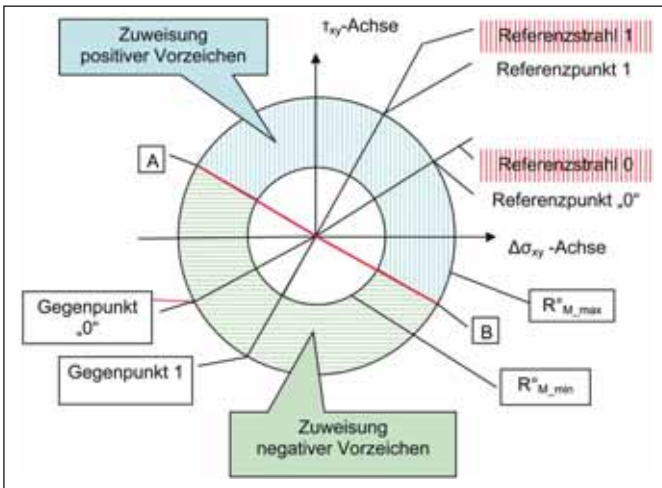 Zuweisung
positiver Vorzeichen
τxy-Achse
Referenzstrahl 1
Referenzpunkt 1
A
Referenzstrahl 0
Referenzpunkt „0“
Δσxy -Achse
Gegenpunkt
„0“
R°M_max
B
Gegenpunkt 1
R°M_min
Zuweisung
negativer Vorzeichen